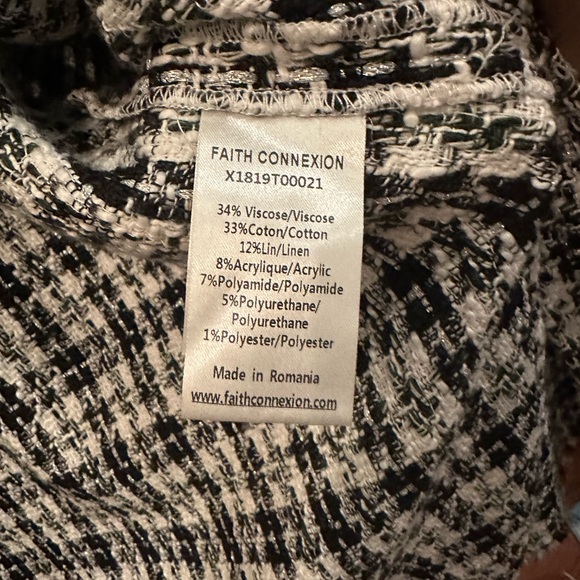 FAITH CONNEXION
X1819T00021
34% Viscose/Viscose
33%Coton/Cotton
12%Lin/Linen
8%Acrylique/Acrylic
7%Polyamide/Polyamide
5%Polyurethane/
Polyurethane
1%Polyester/Polyester
Made in Romania
www.faithconnexion.com